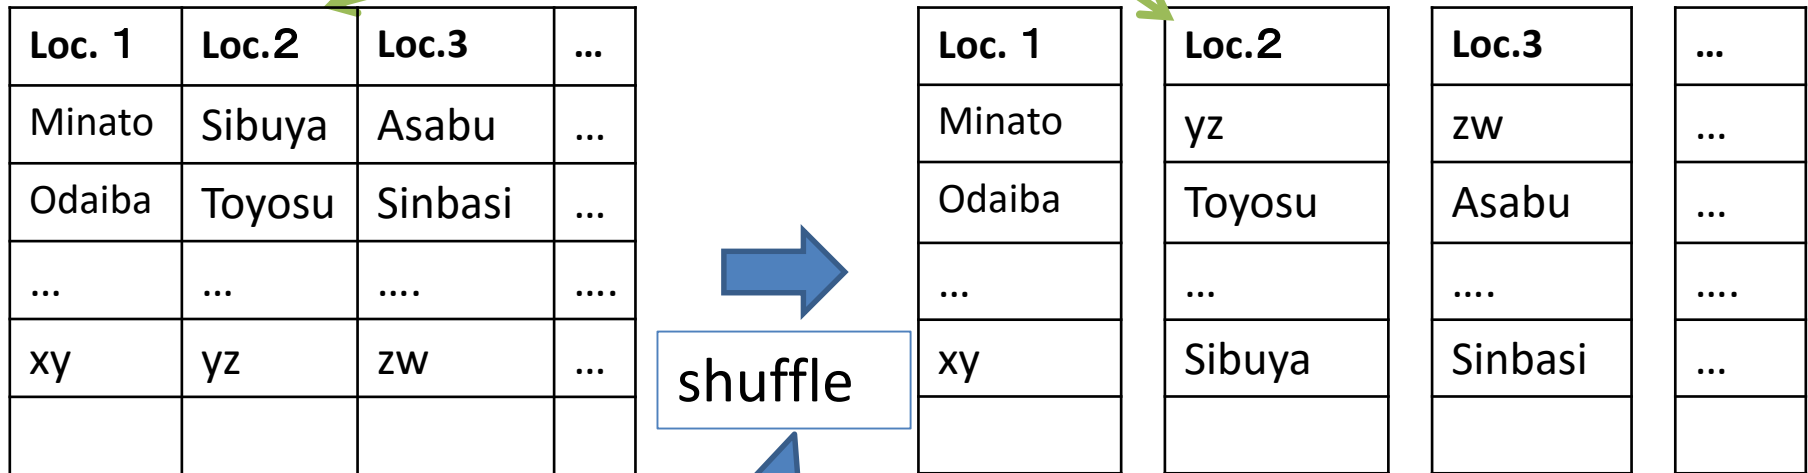 Loc. 1 Loc.2 Loc.3 ...
Minato Sibuya Asabu ...
Odaiba Toyosu Sinbasi ...
... ... .... ....
xy yz zw ...
shuffle
Loc. 1 Loc.2 Loc.3 ...
Minato yz zw ...
Odaiba Toyosu Asabu ...
... ... .... ....
xy Sibuya Sinbasi ...